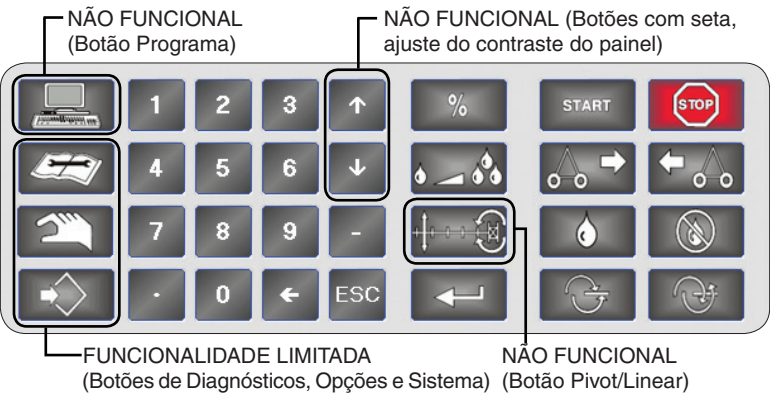 NÃO FUNCIONAL
(Botão Programa)
NÃO FUNCIONAL (Botões com seta,
ajuste do contraste do painel)
1 2 3 ↑ % START STOP
4 5 6 ↓
7 8 9 -
· 0 ← ESC
FUNCIONALIDADE LIMITADA
(Botões de Diagnósticos, Opções e Sistema)
NÃO FUNCIONAL
(Botão Pivot/Linear)